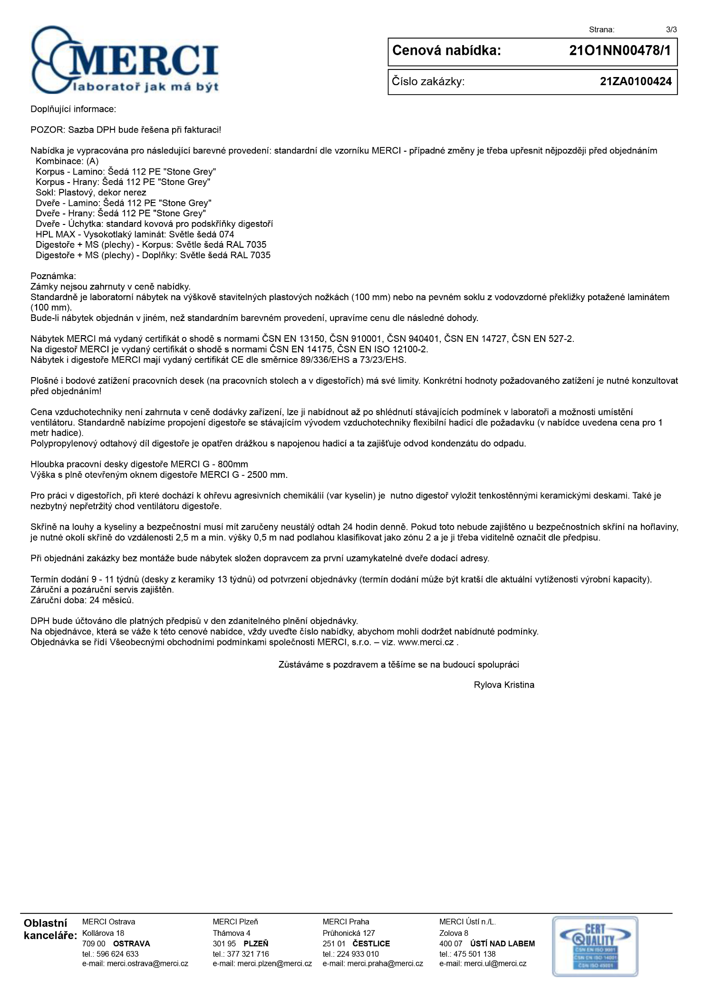 MERCI
laboratoř jak má být
Strana: 3/3
Cenová nabídka: 21O1NN00478/1
Číslo zakázky: 21ZA0100424
Doplňující informace:
POZOR: Sazba DPH bude řešena při fakturaci!
Nabídka je vypracována pro následující barevné provedení: standardní dle vzorníku MERCI - případné změny je třeba upřesnit nějpozději před objednáním
Kombinace: (A)
Korpus - Lamino: Šedá 112 PE "Stone Grey"
Korpus - Hrany: Šedá 112 PE "Stone Grey"
Sokl: Plastový, dekor nerez
Dveře - Lamino: Šedá 112 PE "Stone Grey"
Dveře - Hrany: Šedá 112 PE "Stone Grey"
Dveře - Úchytka: standard kovová pro podskříňky digestoří
HPL MAX - Vysokotlaký laminát: Světle šedá 074
Digestoře + MS (plechy) - Korpus: Světle šedá RAL 7035
Digestoře + MS (plechy) - Doplňky: Světle šedá RAL 7035
Poznámka:
Zámky nejsou zahrnuty v ceně nabídky.
Standardně je laboratorní nábytek na výškově stavitelných plastových nožkách (100 mm) nebo na pevném soklu z vodovzdorné překližky potažené laminátem
(100 mm).
Bude-li nábytek objednán v jiném, než standardním barevném provedení, upravíme cenu dle následné dohody.
Nábytek MERCI má vydaný certifikát o shodě s normami ČSN EN 13150, ČSN 910001, ČSN 940401, ČSN EN 14727, ČSN EN 527-2.
Na digestoř MERCI je vydaný certifikát o shodě s normami ČSN EN 14175, ČSN EN ISO 12100-2.
Nábytek i digestoře MERCI mají vydaný certifikát CE dle směrnice 89/336/EHS a 73/23/EHS.
Plošné i bodové zatížení pracovních desek (na pracovních stolech a v digestořích) má své limity. Konkrétní hodnoty požadovaného zatížení je nutné konzultovat
před objednáním!
Cena vzduchotechniky není zahrnuta v ceně dodávky zařízení, lze ji nabídnout až po shlédnutí stávajících podmínek v laboratoři a možnosti umístění
ventilátoru. Standardně nabízíme propojení digestoře se stávajícím vývodem vzduchotechniky flexibilní hadicí dle požadavku (v nabídce uvedena cena pro 1
metr hadice).
Polypropylenový odtahový díl digestoře je opatřen drážkou s napojenou hadicí a ta zajišťuje odvod kondenzátu do odpadu.
Hloubka pracovní desky digestoře MERCI G - 800mm
Výška s plně otevřeným oknem digestoře MERCI G - 2500 mm.
Pro práci v digestořích, při které dochází k ohřevu agresivních chemikálií (var kyselin) je  nutno digestoř vyložit tenkostěnnými keramickými deskami. Také je
nezbytný nepřetržitý chod ventilátoru digestoře.
Skříně na louhy a kyseliny a bezpečnostní musí mít zaručeny neustálý odtah 24 hodin denně. Pokud toto nebude zajištěno u bezpečnostních skříní na hořlaviny,
je nutné okolí skříně do vzdálenosti 2,5 m a min. výšky 0,5 m nad podlahou klasifikovat jako zónu 2 a je ji třeba viditelně označit dle předpisu.
Při objednání zakázky bez montáže bude nábytek složen dopravcem za první uzamykatelné dveře dodací adresy.
Termín dodání 9 - 11 týdnů (desky z keramiky 13 týdnů) od potvrzení objednávky (termín dodání může být kratší dle aktuální vytíženosti výrobní kapacity).
Záruční a pozáruční servis zajištěn.
Záruční doba: 24 měsíců.
DPH bude účtováno dle platných předpisů v den zdanitelného plnění objednávky.
Na objednávce, která se váže k této cenové nabídce, vždy uveďte číslo nabídky, abychom mohli dodržet nabídnuté podmínky.
Objednávka se řídí Všeobecnými obchodními podmínkami společnosti MERCI, s.r.o. – viz. www.merci.cz .
Zůstáváme s pozdravem a těšíme se na budoucí spolupráci
Rylova Kristina
Oblastní kanceláře:
MERCI Ostrava
Kollárova 18
709 00 OSTRAVA
tel.: 596 624 633
e-mail: merci.ostrava@merci.cz
MERCI Plzeň
Thámova 4
301 95 PLZEŇ
tel.: 377 321 716
e-mail: merci.plzen@merci.cz
MERCI Praha
Průhonická 127
251 01 ČESTLICE
tel.: 224 933 010
e-mail: merci.praha@merci.cz
MERCI Ústí n./L.
Zolova 8
400 07 ÚSTÍ NAD LABEM
tel.: 475 501 138
e-mail: merci.ul@merci.cz
CERT
QUALITY
ČSN EN ISO 9001
ČSN EN ISO 14001
ČSN ISO 45001